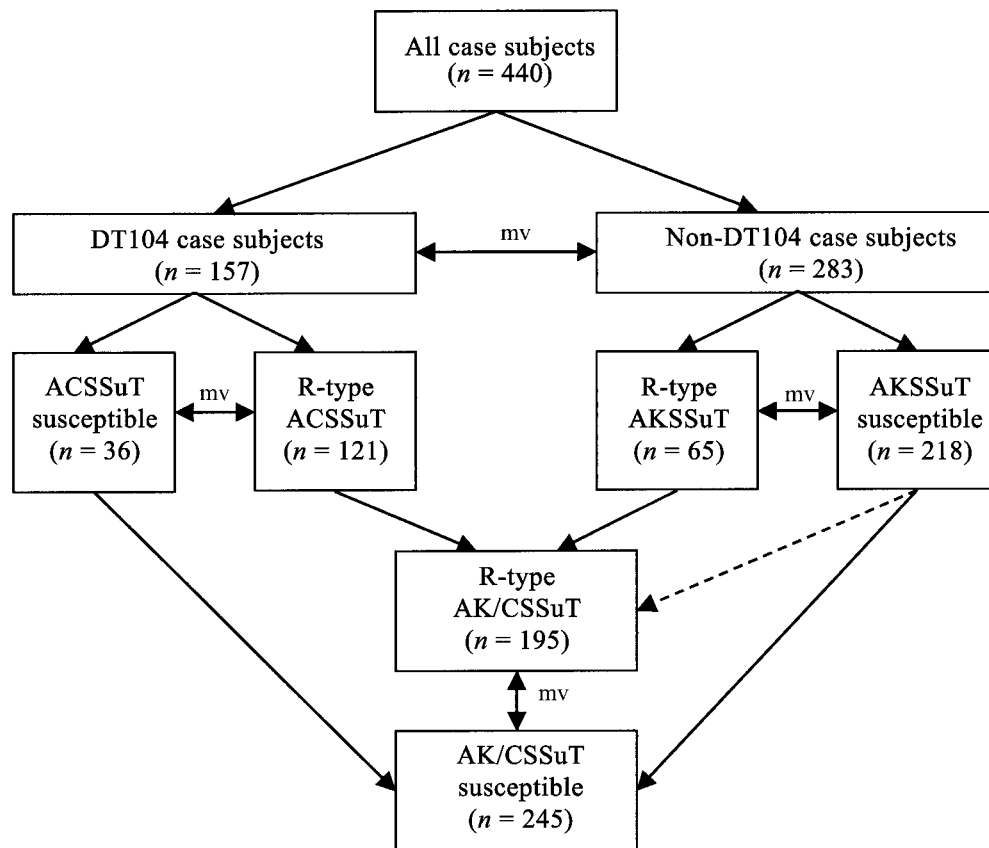 All case subjects
(n = 440)
DT104 case subjects
(n = 157)
mv
Non-DT104 case subjects
(n = 283)
ACSSuT
susceptible
(n = 36)
mv
R-type
ACSSuT
(n = 121)
R-type
AKSSuT
(n = 65)
mv
AKSSuT
susceptible
(n = 218)
R-type
AK/CSSuT
(n = 195)
mv
AK/CSSuT
susceptible
(n = 245)